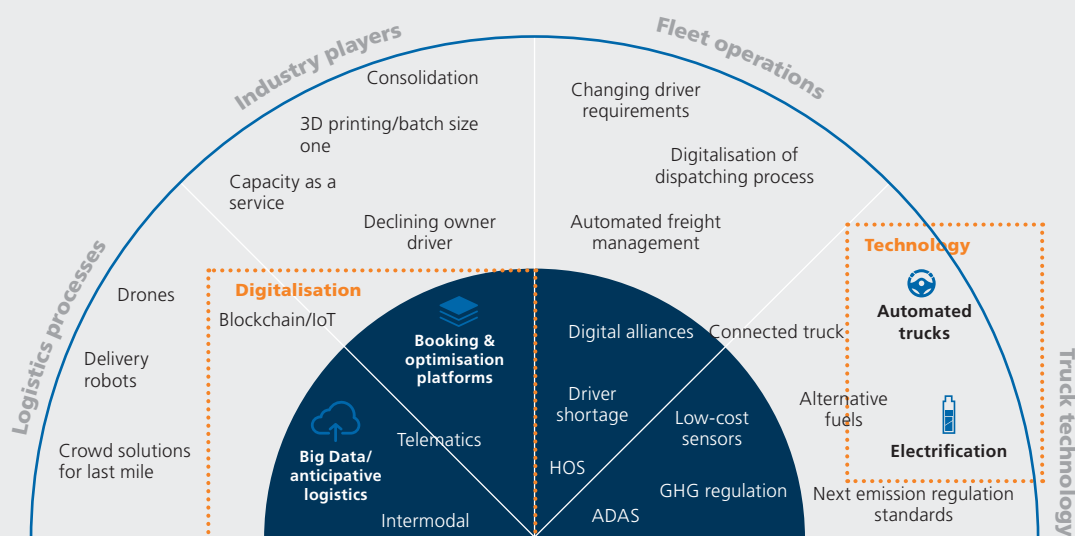 Industry players
Fleet operations
Logistics processes
Truck technology
Consolidation
3D printing/batch size
one
Capacity as a
service
Declining owner
driver
Changing driver
requirements
Digitalisation of
dispatching process
Automated freight
management
Drones
Delivery
robots
Crowd solutions
for last mile
Digitalisation
Blockchain/IoT
Booking &
optimisation
platforms
Big Data/
anticipative
logistics
Telematics
Intermodal
Digital alliances
Driver
shortage
HOS
Connected truck
Low-cost
sensors
GHG regulation
ADAS
Technology
Automated
trucks
Alternative
fuels
Electrification
Next emission regulation
standards